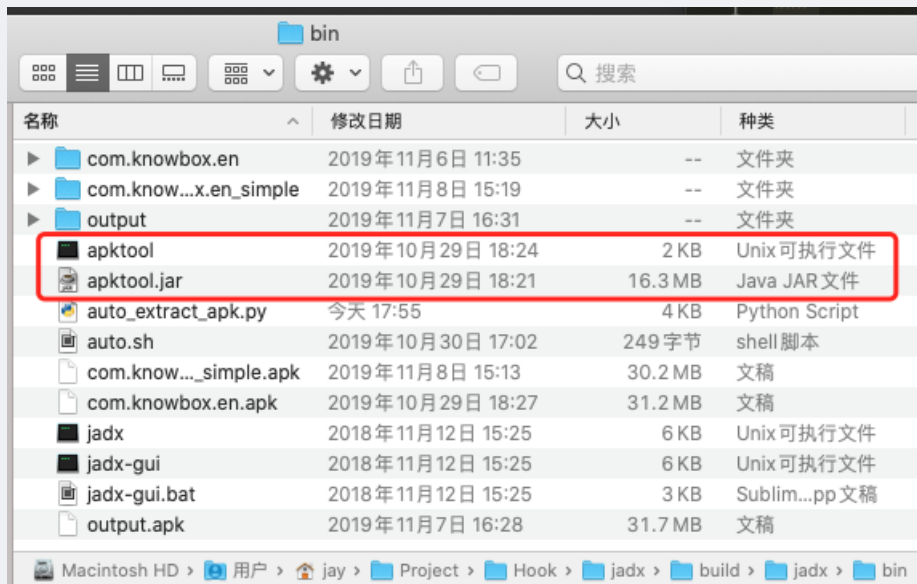 bin
搜索
名称 修改日期 大小 种类
com.knowbox.en 2019年11月6日 11:35 -- 文件夹
com.know...x.en_simple 2019年11月8日 15:19 -- 文件夹
output 2019年11月7日 16:31 -- 文件夹
apktool 2019年10月29日 18:24 2 KB Unix可执行文件
apktool.jar 2019年10月29日 18:21 16.3 MB Java JAR文件
auto_extract_apk.py 今天 17:55 4 KB Python Script
auto.sh 2019年10月30日 17:02 249 字节 shell脚本
com.know..._simple.apk 2019年11月8日 15:13 30.2 MB 文稿
com.knowbox.en.apk 2019年10月29日 18:27 31.2 MB 文稿
jadx 2018年11月12日 15:25 6 KB Unix可执行文件
jadx-gui 2018年11月12日 15:25 6 KB Unix可执行文件
jadx-gui.bat 2018年11月12日 15:25 3 KB Sublim...pp文稿
output.apk 2019年11月7日 16:28 31.7 MB 文稿
Macintosh HD › 用户 › jay › Project › Hook › jadx › build › jadx › bin